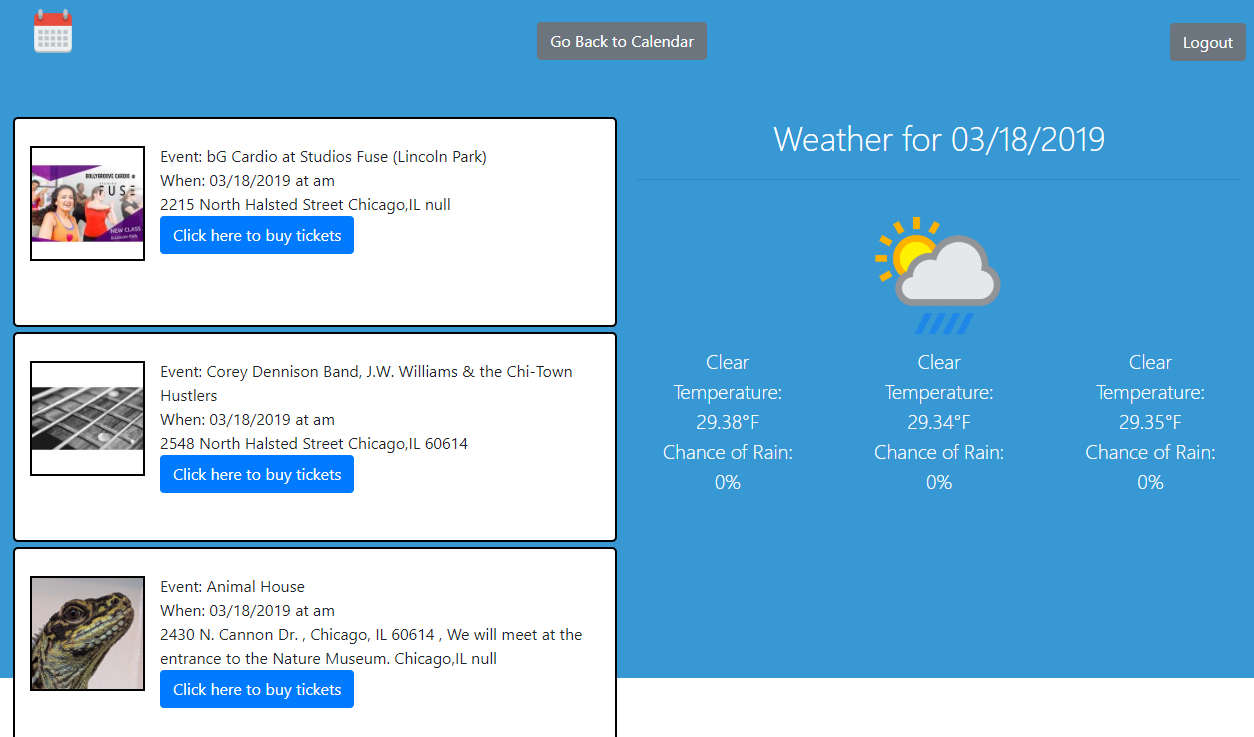 Go Back to Calendar
Logout
Event: bG Cardio at Studios Fuse (Lincoln Park)
When: 03/18/2019 at am
2215 North Halsted Street Chicago,IL null
Click here to buy tickets
BOLLYGROOVE CARDIO @
FUSE
NEW CLASS
Event: Corey Dennison Band, J.W. Williams & the Chi-Town
Hustlers
When: 03/18/2019 at am
2548 North Halsted Street Chicago,IL 60614
Click here to buy tickets
Event: Animal House
When: 03/18/2019 at am
2430 N. Cannon Dr. , Chicago, IL 60614 , We will meet at the
entrance to the Nature Museum. Chicago,IL null
Click here to buy tickets
Weather for 03/18/2019
Clear
Temperature:
29.38°F
Chance of Rain:
0%
Clear
Temperature:
29.34°F
Chance of Rain:
0%
Clear
Temperature:
29.35°F
Chance of Rain:
0%